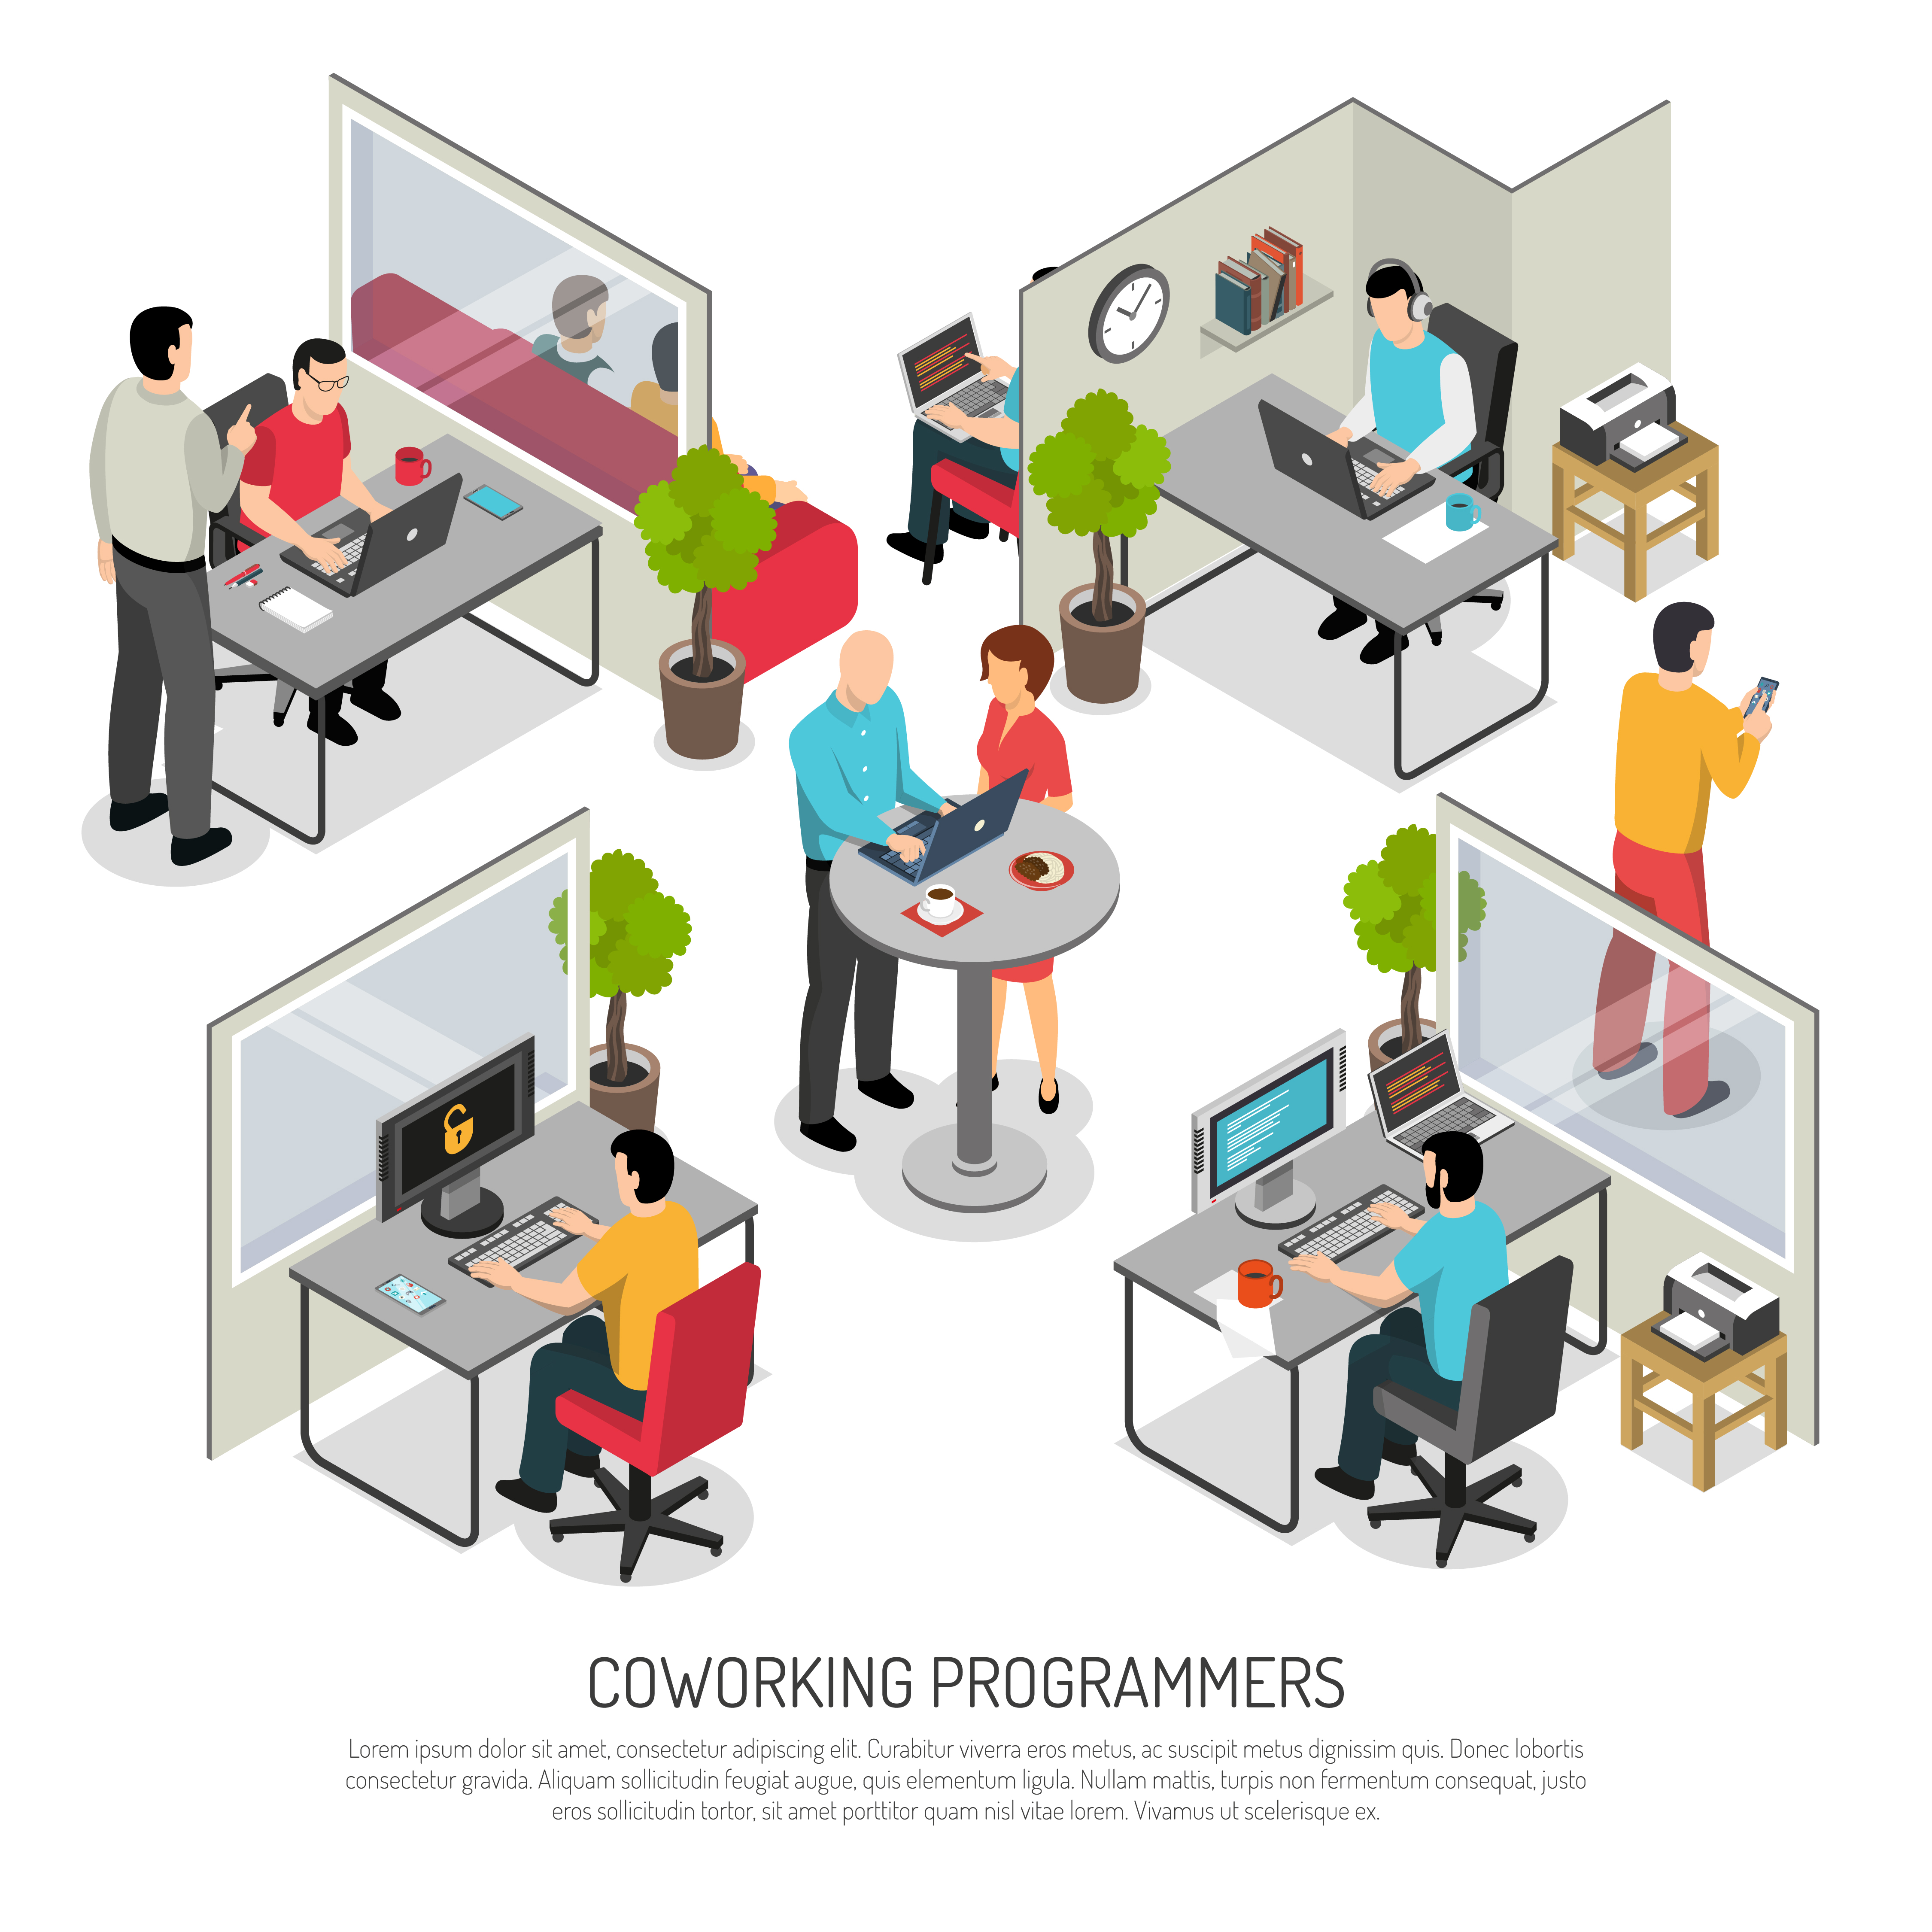 COWORKING PROGRAMMERS
Lorem ipsum dolor sit amet, consectetur adipiscing elit. Curabitur viverra eros metus, ac suscipit metus dignissim quis. Donec lobortis
consectetur gravida. Aliquam sollicitudin feugiat augue, quis elementum ligula. Nullam mattis, turpis non fermentum consequat, justo
eros sollicitudin tortor, sit amet porttitor quam nisl vitae lorem. Vivamus ut scelerisque ex.